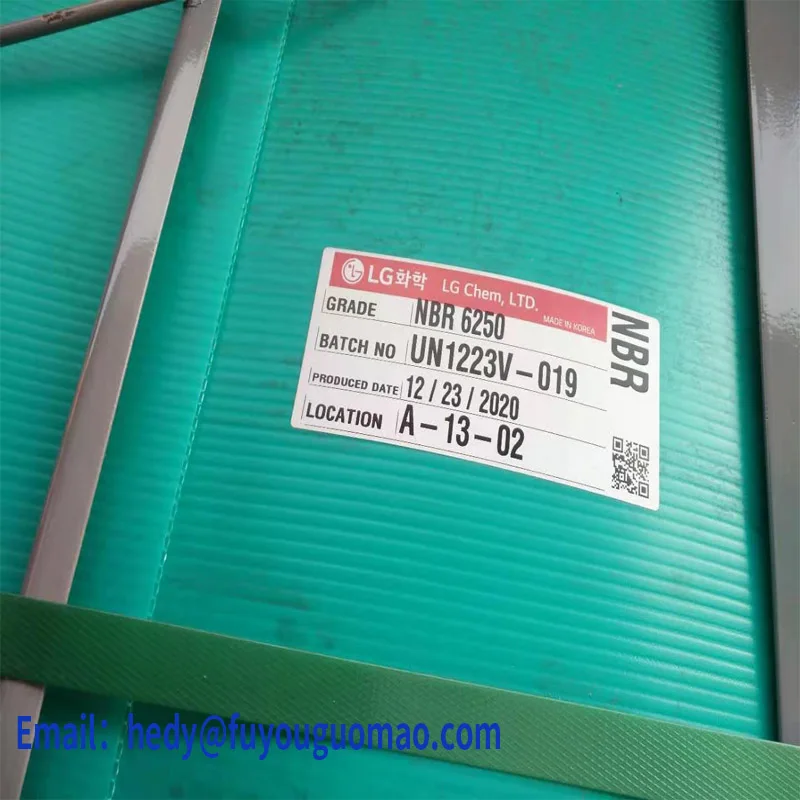 LG화학 LG Chem, LTD.
MADE IN KOREA
GRADE NBR 6250
BATCH NO UN1223V-019
PRODUCED DATE 12 / 23 / 2020
LOCATION A-13-02
NBR
Email: hedy@fuyouguomao.com